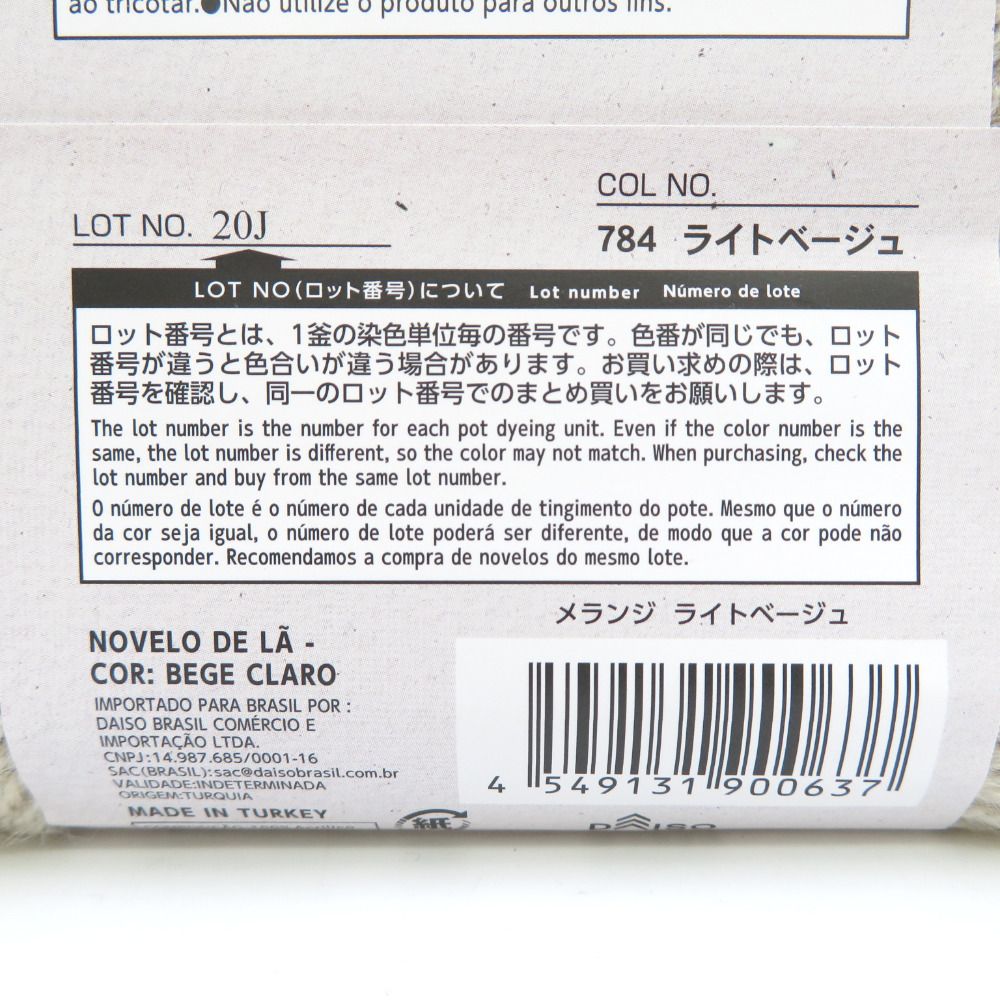 ao tricotar.●Não utilize o produto para outros fins.
COL NO.
LOT NO. 20J
784 ライトベージュ
LOT NO(ロット番号)について Lot number Número de lote
ロット番号とは、1釜の染色単位毎の番号です。色番が同じでも、ロット
番号が違うと色合いが違う場合があります。お買い求めの際は、ロット
番号を確認し、同一のロット番号でのまとめ買いをお願いします。
The lot number is the number for each pot dyeing unit. Even if the color number is the
same, the lot number is different, so the color may not match. When purchasing, check the
lot number and buy from the same lot number.
O número de lote é o número de cada unidade de tingimento do pote. Mesmo que o número
da cor seja igual, o número de lote poderá ser diferente, de modo que a cor pode não
corresponder. Recomendamos a compra de novelos do mesmo lote.
メランジ ライトベージュ
NOVELO DE LÃ -
COR: BEGE CLARO
IMPORTADO PARA BRASIL POR :
DAISO BRASIL COMÉRCIO E
IMPORTAÇÃO LTDA.
CNPJ:14.987.685/0001-16
SAC(BRASIL):sac@daisobrasil.com.br
VALIDADE:INDETERMINADA
ORIGEM:TURQUIA
MADE IN TURKEY
4 549131 900637
紙
DAISO